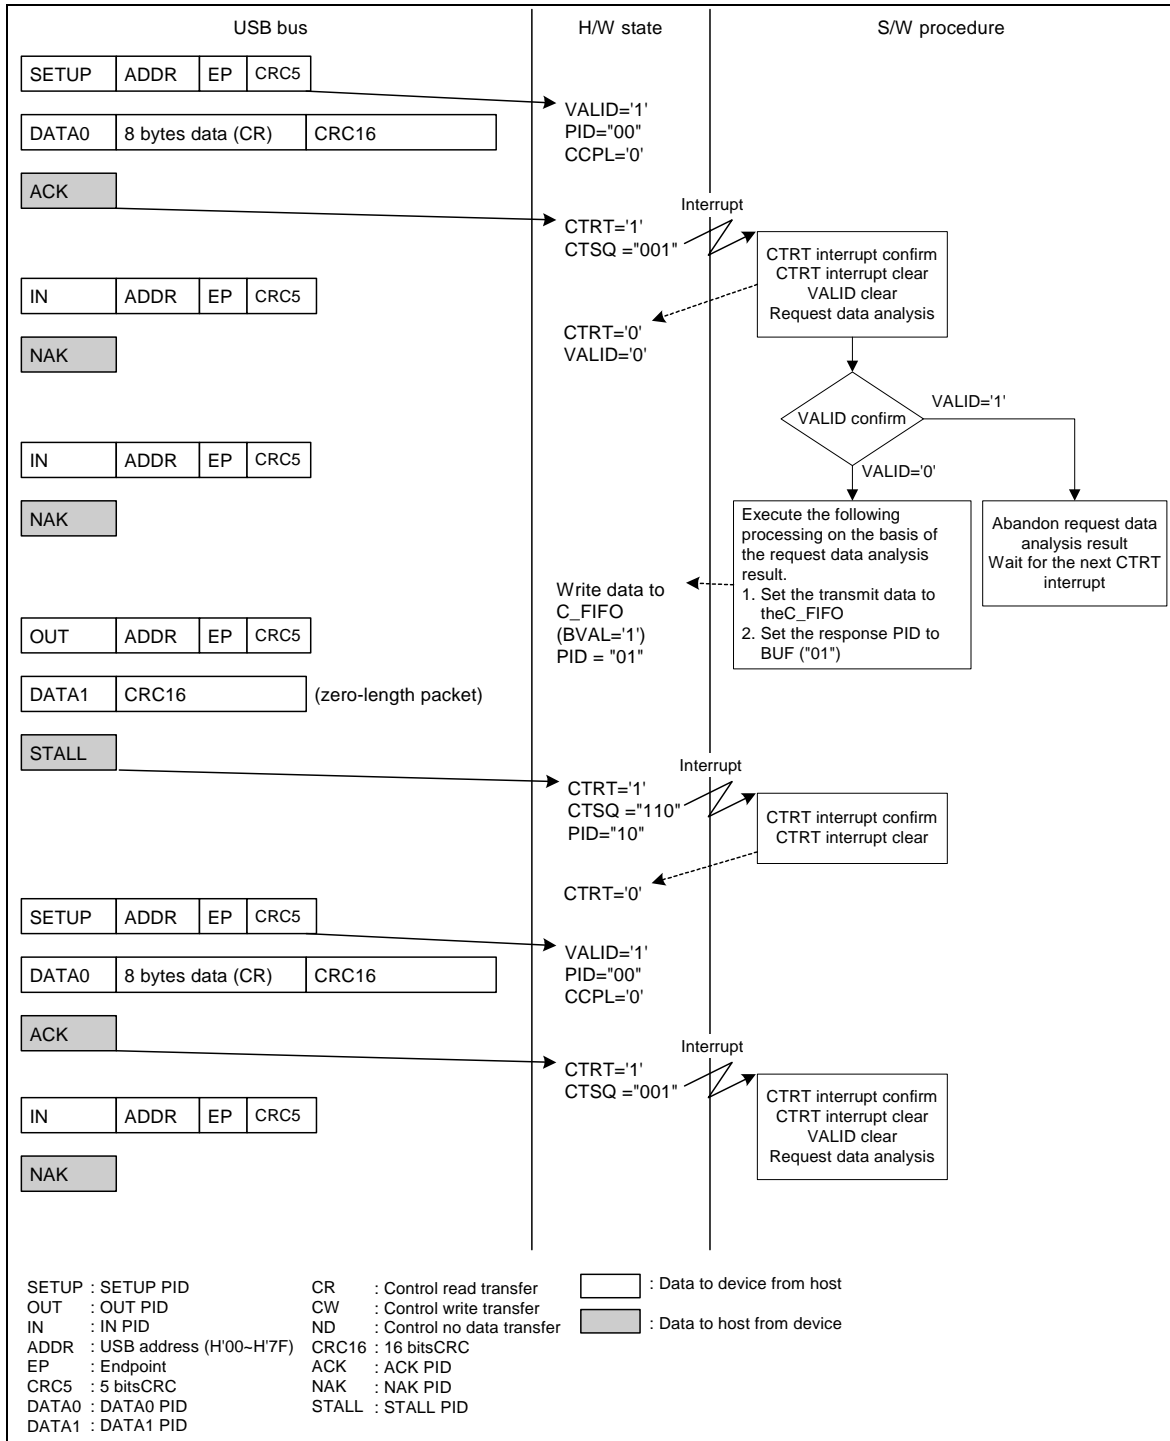 USB bus
H/W state
S/W procedure
SETUP ADDR EP CRC5
VALID='1'
PID="00"
CCPL='0'
DATA0 8 bytes data (CR) CRC16
ACK
Interrupt
CTRT='1'
CTSQ ="001"
CTRT interrupt confirm
CTRT interrupt clear
VALID clear
Request data analysis
IN ADDR EP CRC5
CTRT='0'
VALID='0'
NAK
VALID confirm
VALID='1'
VALID='0'
IN ADDR EP CRC5
NAK
Execute the following
processing on the basis of
the request data analysis
result.
1. Set the transmit data to
theC_FIFO
2. Set the response PID to
BUF ("01")
Abandon request data
analysis result
Wait for the next CTRT
interrupt
Write data to
C_FIFO
(BVAL='1')
PID = "01"
OUT ADDR EP CRC5
DATA1 CRC16 (zero-length packet)
STALL
Interrupt
CTRT='1'
CTSQ ="110"
PID="10"
CTRT interrupt confirm
CTRT interrupt clear
CTRT='0'
SETUP ADDR EP CRC5
VALID='1'
PID="00"
CCPL='0'
DATA0 8 bytes data (CR) CRC16
ACK
Interrupt
CTRT='1'
CTSQ ="001"
CTRT interrupt confirm
CTRT interrupt clear
VALID clear
Request data analysis
IN ADDR EP CRC5
NAK
SETUP : SETUP PID
OUT : OUT PID
IN : IN PID
ADDR : USB address (H'00~H'7F)
EP : Endpoint
CRC5 : 5 bitsCRC
DATA0 : DATA0 PID
DATA1 : DATA1 PID
CR : Control read transfer
CW : Control write transfer
ND : Control no data transfer
CRC16 : 16 bitsCRC
ACK : ACK PID
NAK : NAK PID
STALL : STALL PID
: Data to device from host
: Data to host from device